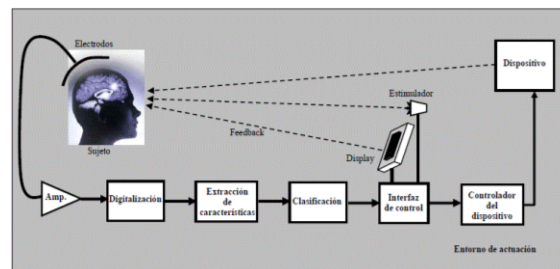 Electrodos
Dispositivo
Estimulador
Feedback
Sujeto
Display
Amp.
Digitalización
Extracción
de
características
Clasificación
Interfaz
de control
Controlador
del
dispositivo
Entorno de actuación